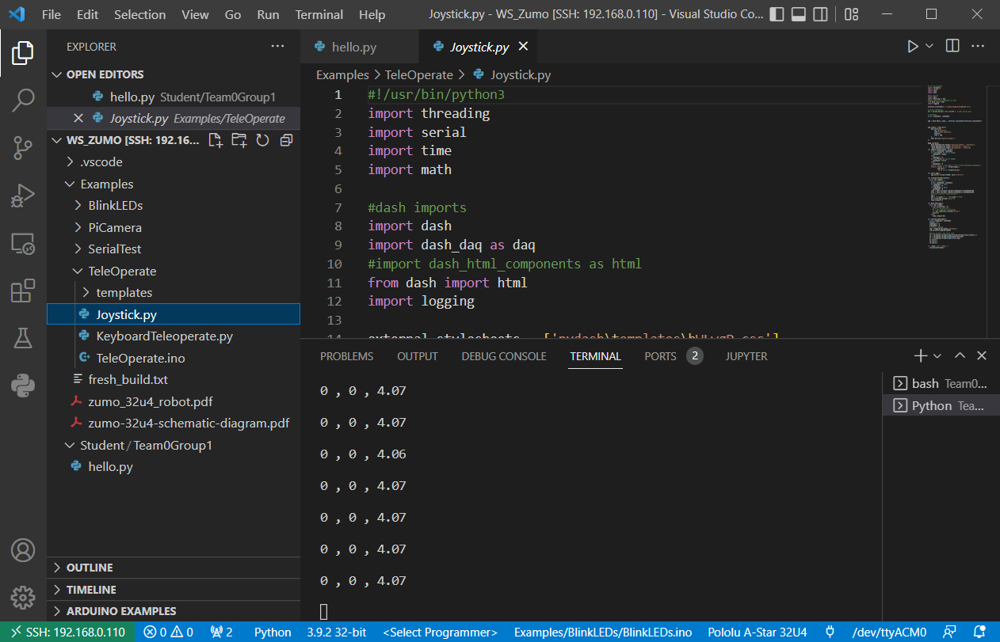 File Edit Selection View Go Run Terminal Help Joystick.py - WS_Zumo [SSH: 192.168.0.110] - Visual Studio Co...
EXPLORER
OPEN EDITORS
hello.py Student/Team0Group1
Joystick.py Examples/TeleOperate
WS_ZUMO [SSH: 192.16...
.vscode
Examples
BlinkLEDs
PiCamera
SerialTest
TeleOperate
templates
Joystick.py
KeyboardTeleoperate.py
TeleOperate.ino
fresh_build.txt
zumo_32u4_robot.pdf
zumo-32u4-schematic-diagram.pdf
Student / Team0Group1
hello.py
OUTLINE
TIMELINE
ARDUINO EXAMPLES
hello.py Joystick.py
Examples > TeleOperate > Joystick.py
1 #!/usr/bin/python3
2 import threading
3 import serial
4 import time
5 import math
6
7 #dash imports
8 import dash
9 import dash_daq as daq
10 #import dash_html_components as html
11 from dash import html
12 import logging
13
14
PROBLEMS OUTPUT DEBUG CONSOLE TERMINAL PORTS 2 JUPYTER
0 , 0 , 4.07
0 , 0 , 4.07
0 , 0 , 4.06
0 , 0 , 4.07
0 , 0 , 4.07
0 , 0 , 4.07
0 , 0 , 4.07
bash Team0...
Python Tea...
SSH: 192.168.0.110 0 0 2 Python 3.9.2 32-bit <Select Programmer> Examples/BlinkLEDs/BlinkLEDs.ino Pololu A-Star 32U4 /dev/ttyACM0